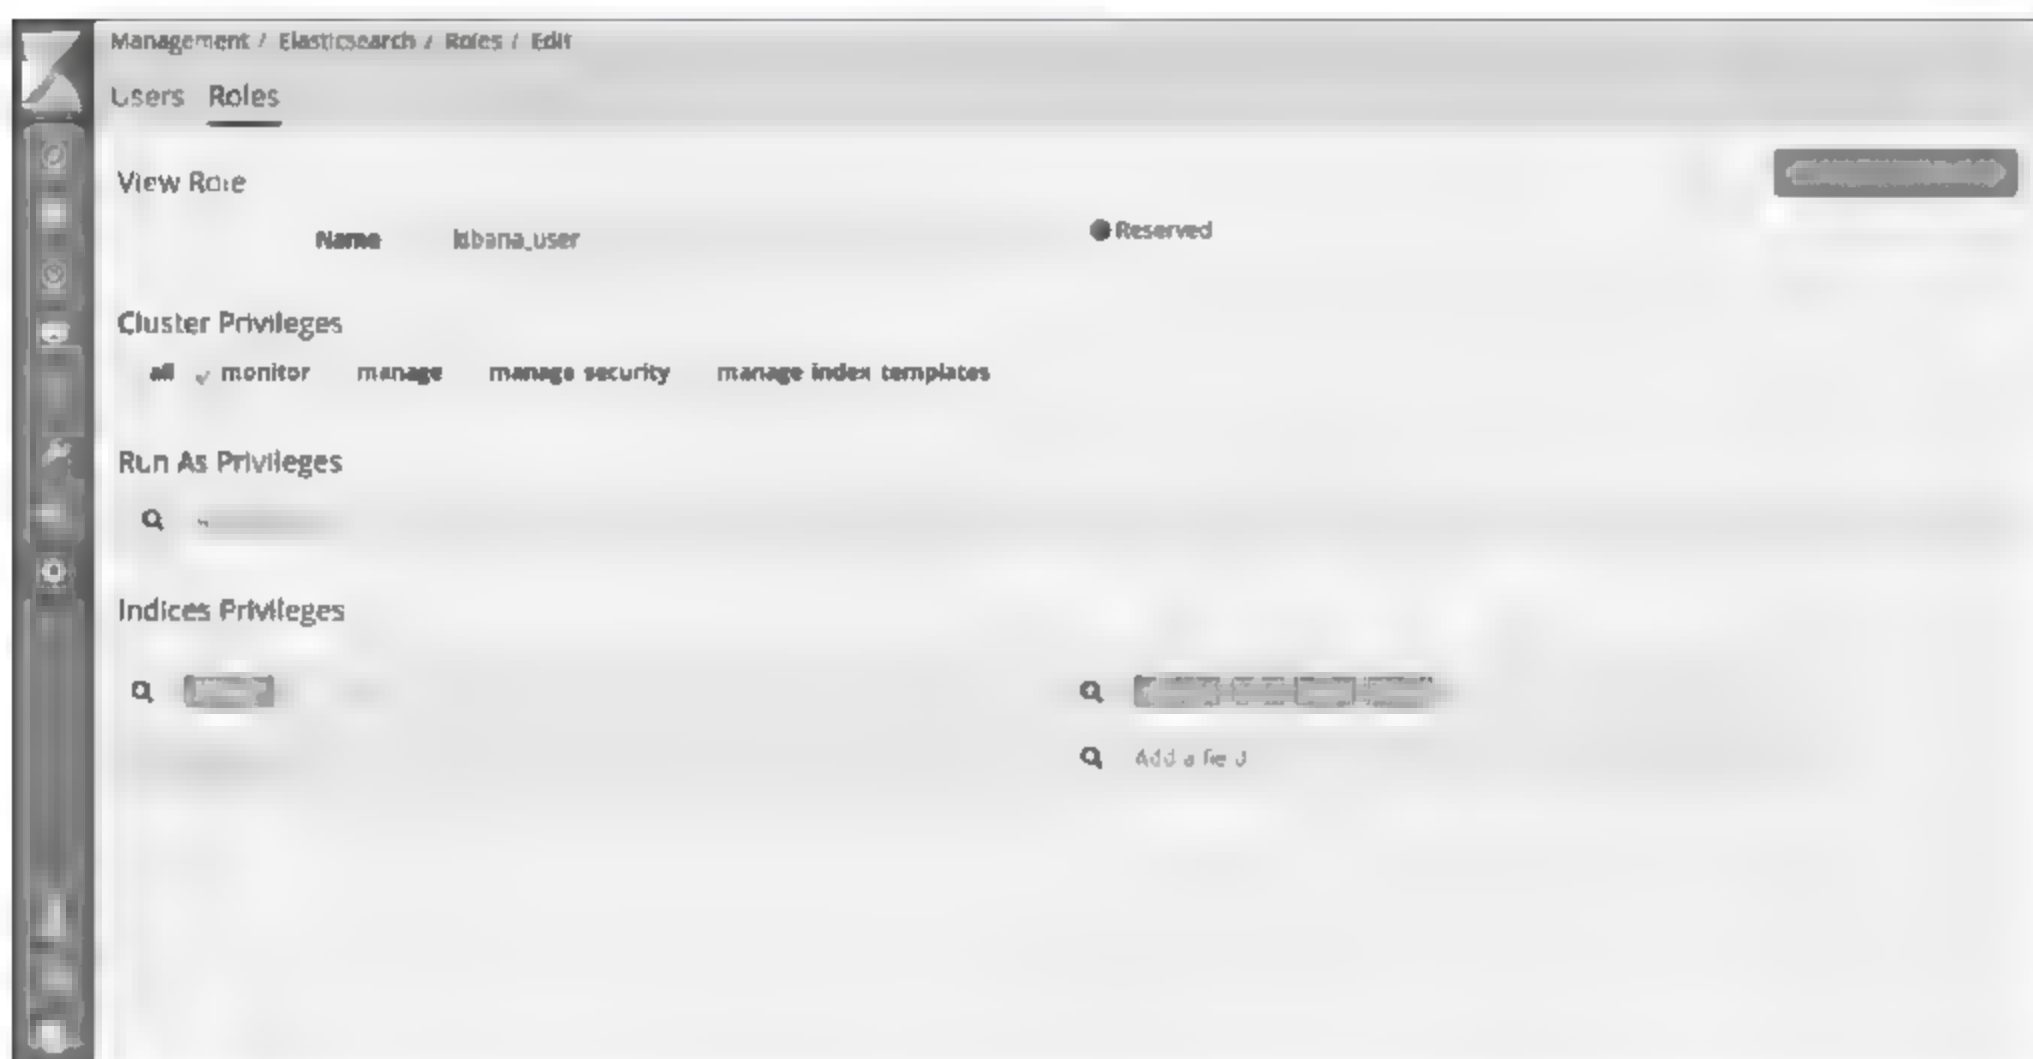 Management / Elasticsearch / Roles / Edit
Users Roles
View Role
Name kibana_user Reserved
Cluster Privileges
all monitor manage manage security manage index templates
Run As Privileges
Indices Privileges
Add a field